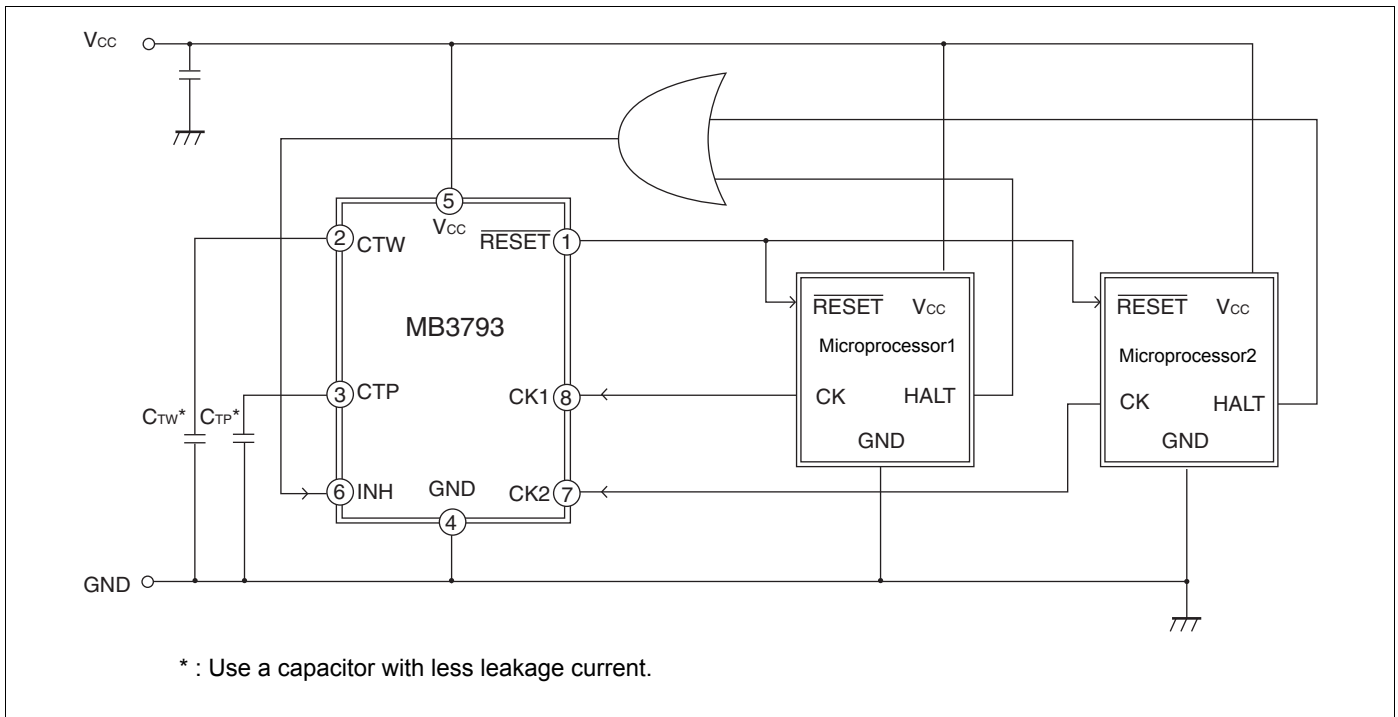 VCC
5
VCC
2 CTW
RESET 1
RESET VCC
RESET VCC
MB3793
Microprocessor1
Microprocessor2
3 CTP
CK1 8
CK HALT
CK HALT
CTW* CTP*
GND
GND
6 INH
GND
CK2 7
4
GND
* : Use a capacitor with less leakage current.